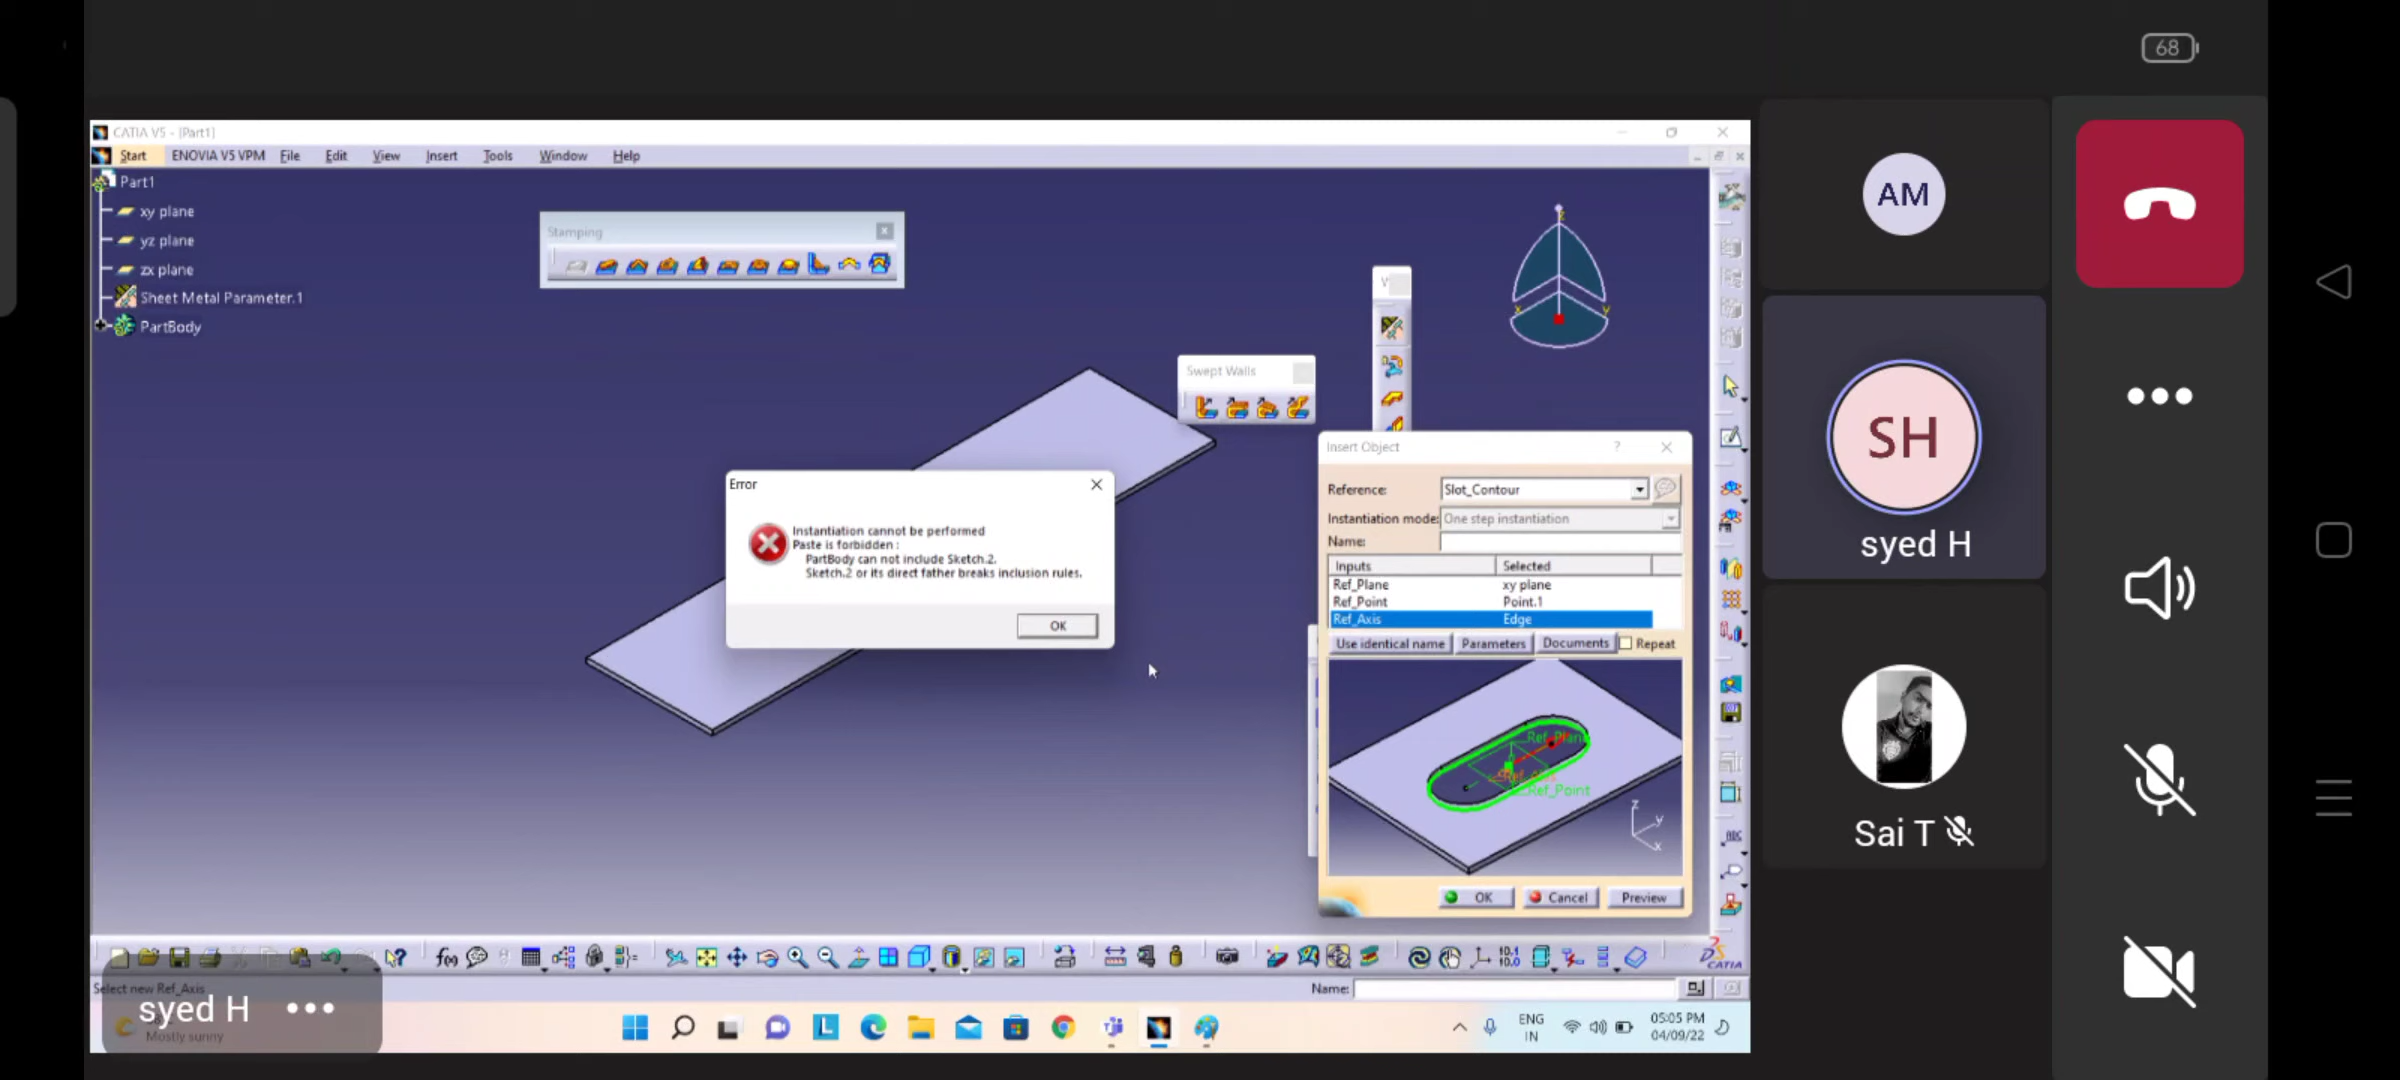 68
CATIA V5 - [Part1]
Start ENOVIA V5 VPM File Edit View Insert Tools Window Help
Part1
xy plane
yz plane
zx plane
Sheet Metal Parameter.1
PartBody
Stamping
Swept Walls
Insert Object
Reference: Slot_Contour
Instantiation mode: One step instantiation
Name:
Inputs Selected
Ref_Plane xy plane
Ref_Point Point.1
Ref_Axis Edge
Use identical name Parameters Documents Repeat
Ref_Plan
Ref_Point
z
y
x
OK Cancel Preview
Error
Instantiation cannot be performed
Paste is forbidden :
PartBody can not include Sketch.2.
Sketch.2 or its direct father breaks inclusion rules.
OK
CATIA
Select new Ref_Axis
Name:
syed H
Mostly sunny
ENG
IN
05:05 PM
04/09/22
AM
SH
syed H
Sai T